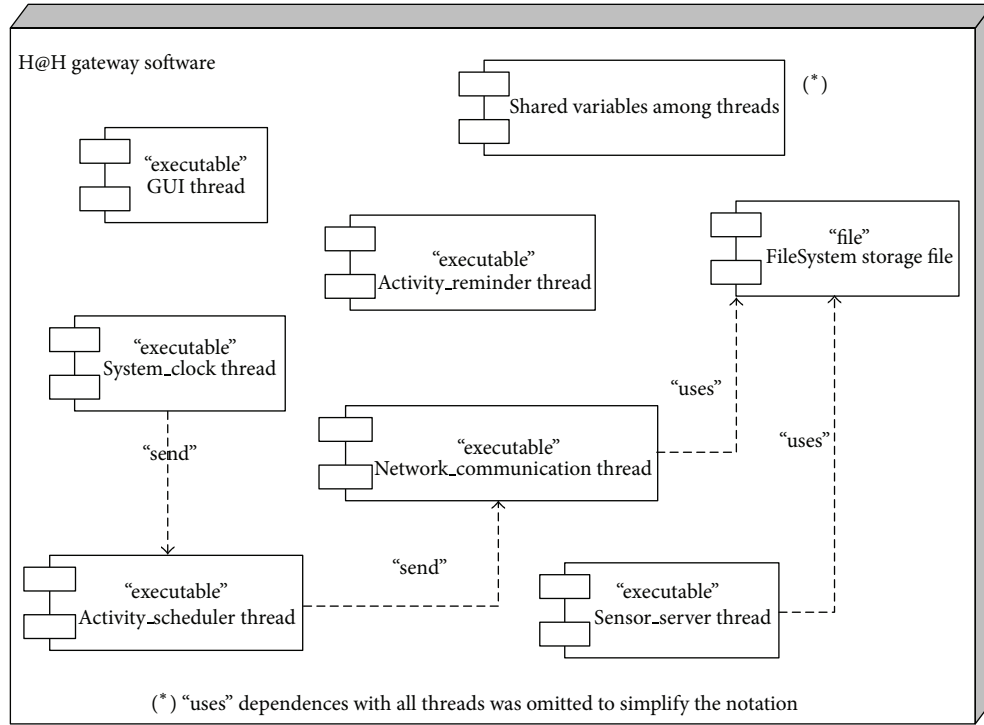 H@H gateway software
(*)
Shared variables among threads
“executable”
GUI thread
“file”
FileSystem storage file
“executable”
Activity_reminder thread
“executable”
System_clock thread
“uses”
“uses”
“send”
“executable”
Network_communication thread
“send”
“executable”
Activity_scheduler thread
“executable”
Sensor_server thread
(*) “uses” dependences with all threads was omitted to simplify the notation